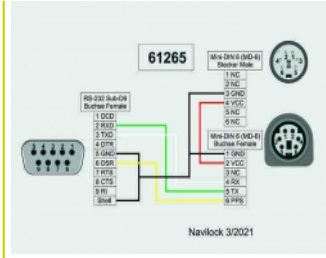 61265
Mini-DIN 6 (MD-6)
Stecker Male
1 NC
2 NC
3 GND
4 VCC
5 NC
6 NC
RS-232 Sub-D9
Buchse Female
1 DCD
2 RXD
3 TXD
4 DTR
5 GND
6 DSR
7 RTS
8 CTS
9 RI
Shell
Mini-DIN 6 (MD-6)
Buchse Female
1 GND
2 VCC
3 NC
4 RX
5 TX
6 PPS
Navilock 3/2021